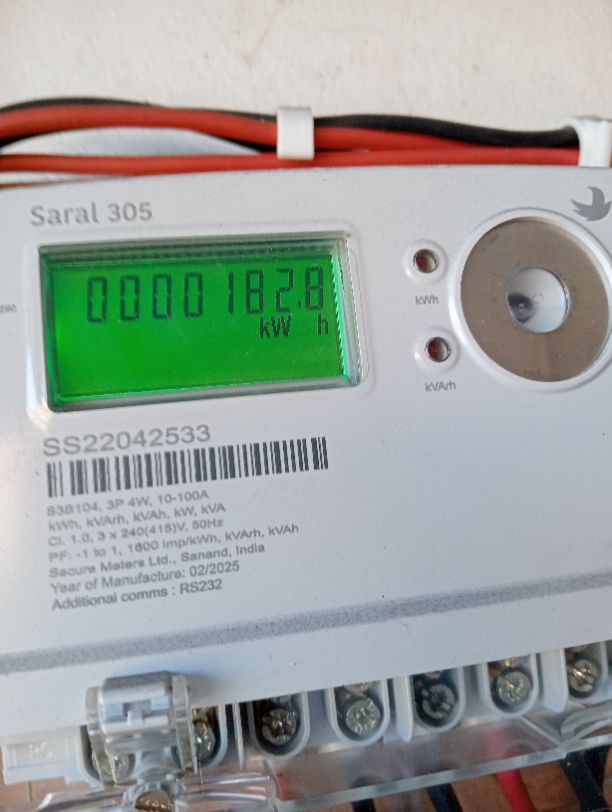 Saral 305
0000182.8
kW h
kWh
kVArh
SS22042533
S3B104, 3P 4W, 10-100A
kWh, kVArh, kVAh, kW, kVA
Cl. 1.0, 3 x 240(415)V, 50Hz
PF: -1 to 1, 1600 Imp/kWh, kVArh, kVAh
Secure Meters Ltd., Sanand, India
Year of Manufacture: 02/2025
Additional comms : RS232